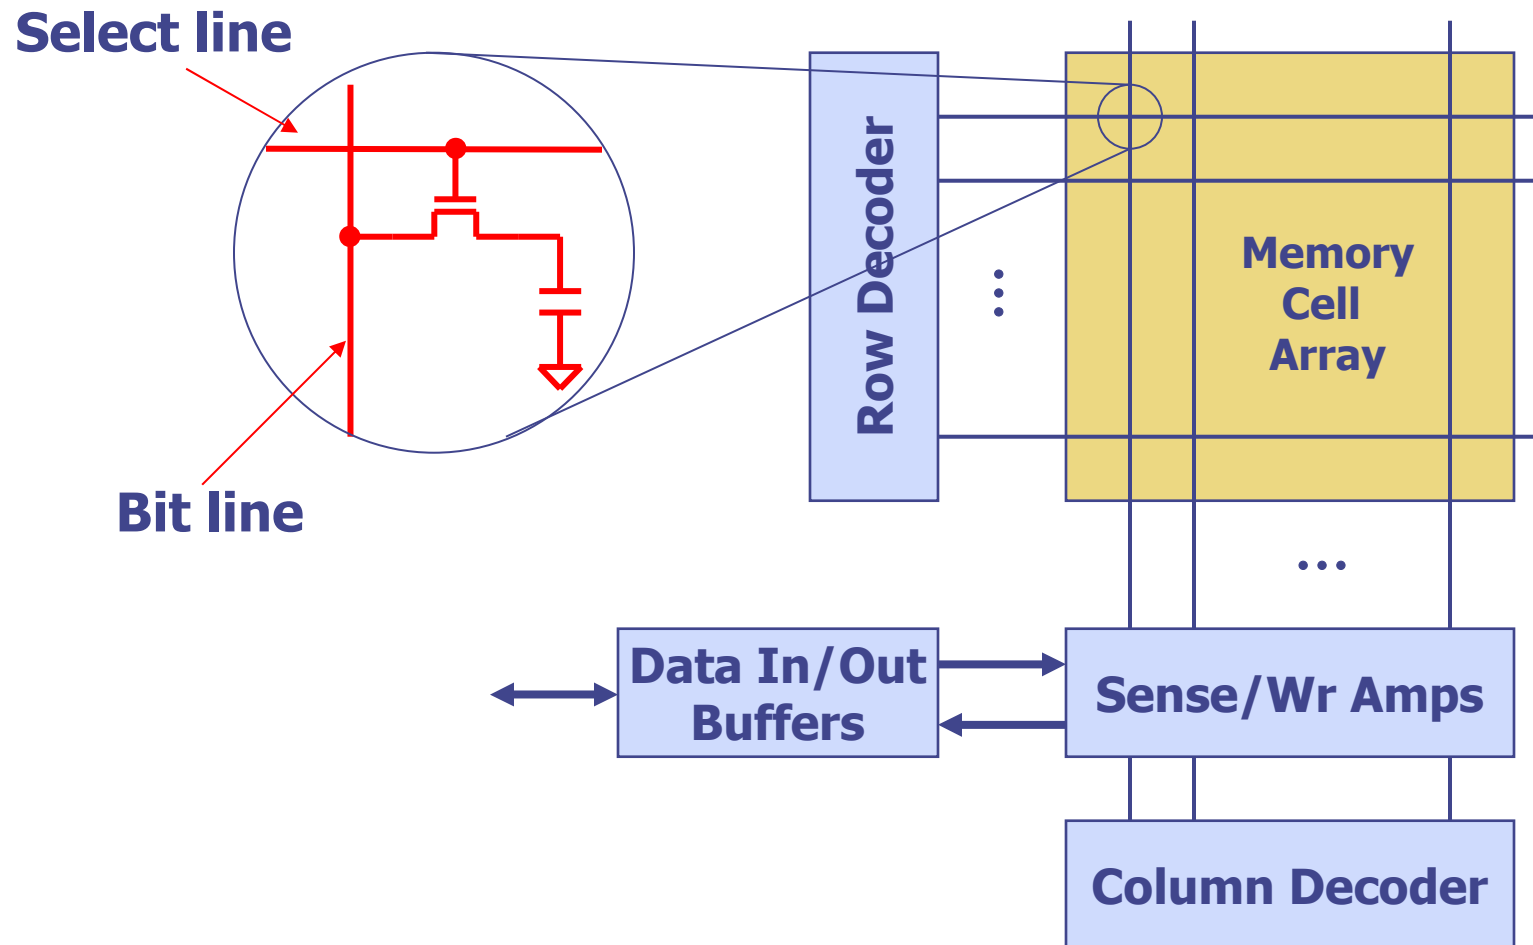 Select line
Bit line
Row Decoder
Memory
Cell
Array
...
...
Data In/Out
Buffers
Sense/Wr Amps
Column Decoder